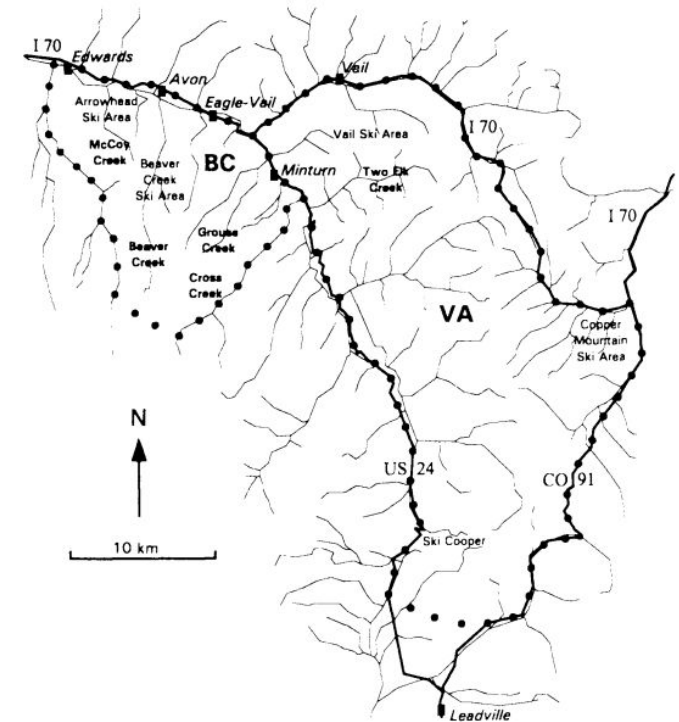 I 70
Edwards
Avon
Vail
Arrowhead
Ski Area
Eagle-Vail
I 70
Vail Ski Area
McCoy
Creek
BC
Beaver
Creek
Ski Area
Minturn
Two Elk
Creek
I 70
Grouse
Creek
Beaver
Creek
Cross
Creek
VA
Copper
Mountain
Ski Area
N
US 24
CO 91
10 km
Ski Cooper
Leadville